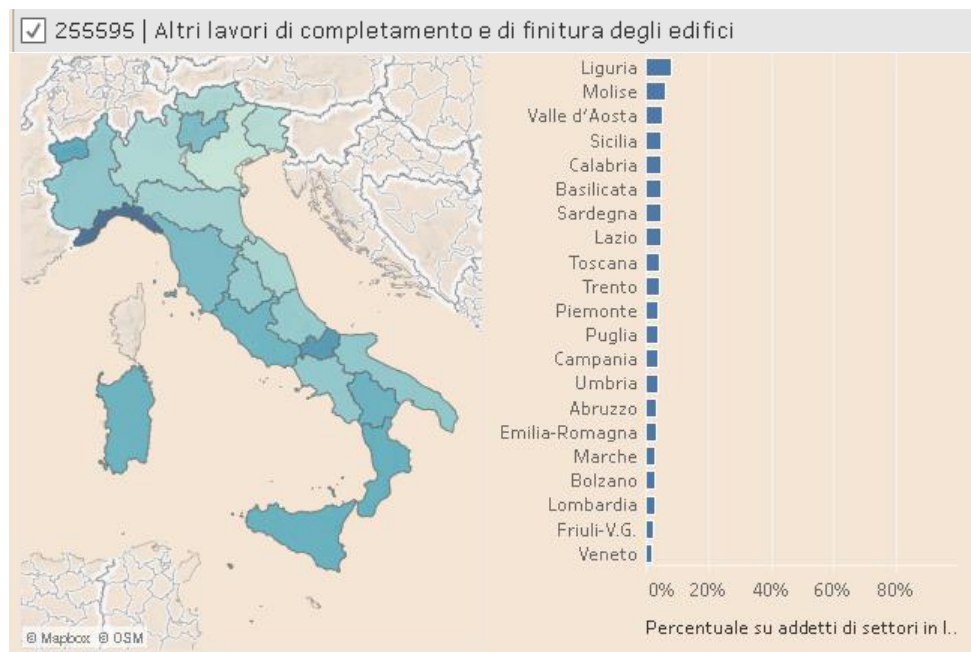 255595 | Altri lavori di completamento e di finitura degli edifici
Liguria
Molise
Valle d'Aosta
Sicilia
Calabria
Basilicata
Sardegna
Lazio
Toscana
Trento
Piemonte
Puglia
Campania
Umbria
Abruzzo
Emilia-Romagna
Marche
Bolzano
Lombardia
Friuli-V.G.
Veneto
0% 20% 40% 60% 80%
Percentuale su addetti di settori in I..
© Mapbox © OSM